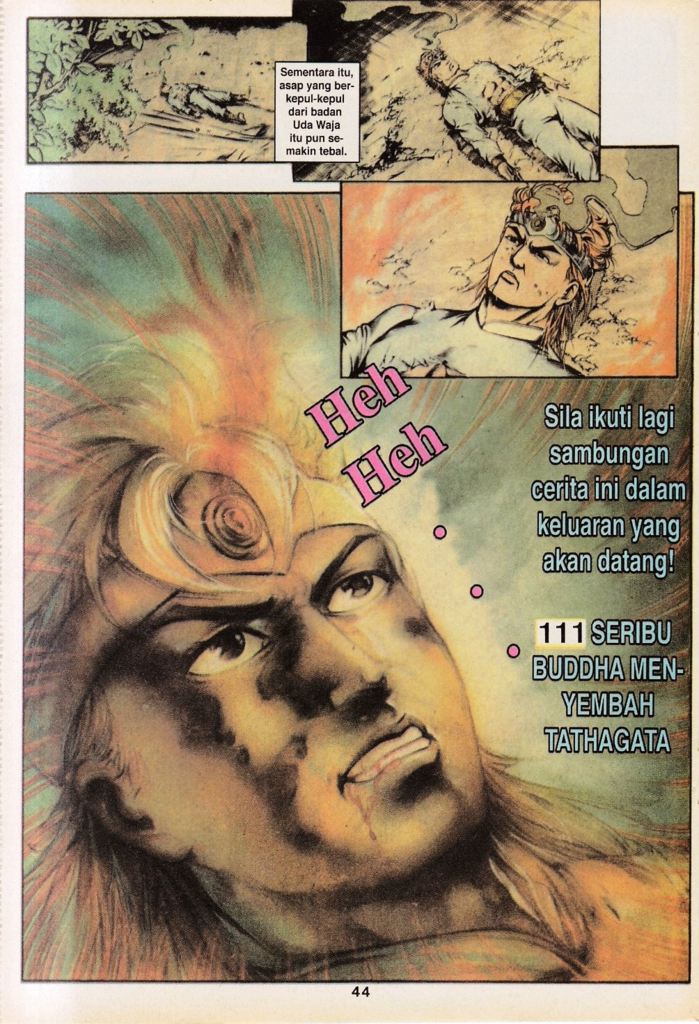 Sementara itu,
asap yang ber-
kepul-kepul
dari badan
Uda Waja
itu pun se-
makin tebal.
Heh
Heh
Sila ikuti lagi
sambungan
cerita ini dalam
keluaran yang
akan datang!
111 SERIBU
BUDDHA MEN-
YEMBAH
TATHAGATA
44